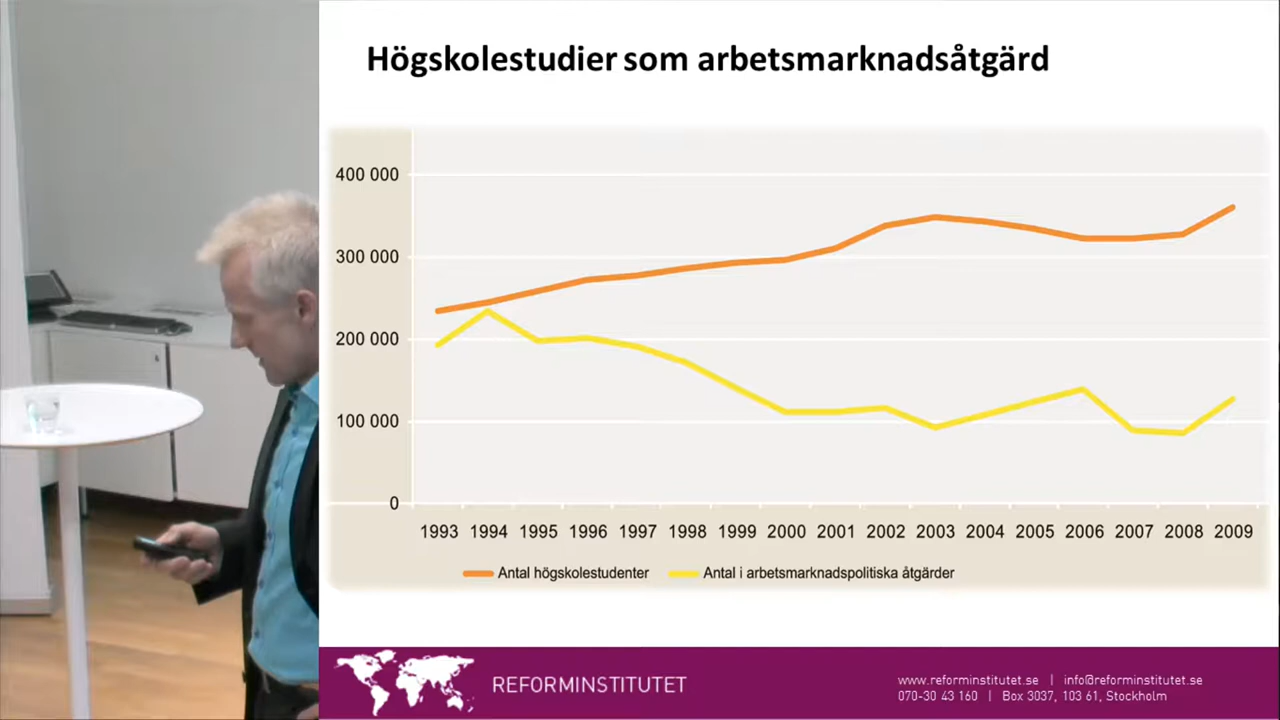 Högskolestudier som arbetsmarknadsåtgärd
400 000
300 000
200 000
100 000
0
1993 1994 1995 1996 1997 1998 1999 2000 2001 2002 2003 2004 2005 2006 2007 2008 2009
Antal högskolestudenter Antal i arbetsmarknadspolitiska åtgärder
REFORMINSTITUTET
www.reforminstitutet.se | info@reforminstitutet.se
070-30 43 160 | Box 3037, 103 61, Stockholm